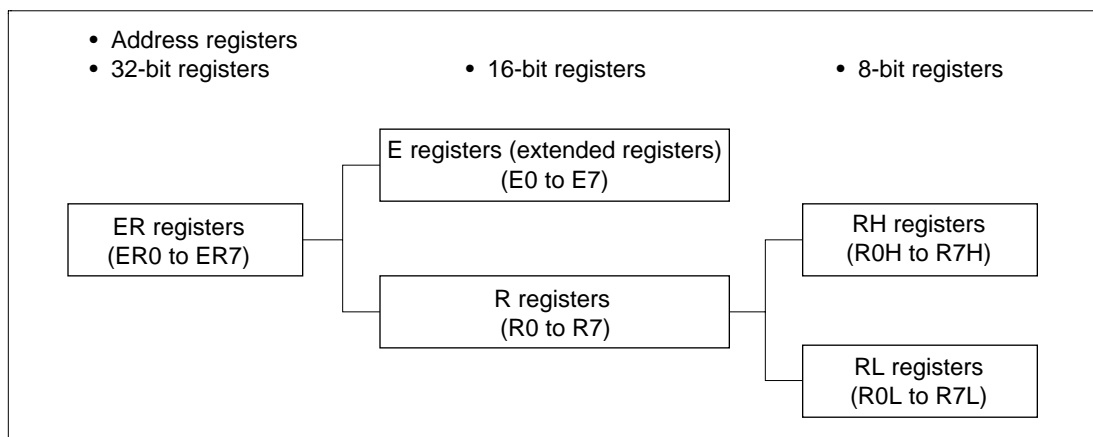 • Address registers
• 32-bit registers
• 16-bit registers
• 8-bit registers
E registers (extended registers)
(E0 to E7)
ER registers
(ER0 to ER7)
RH registers
(R0H to R7H)
R registers
(R0 to R7)
RL registers
(R0L to R7L)